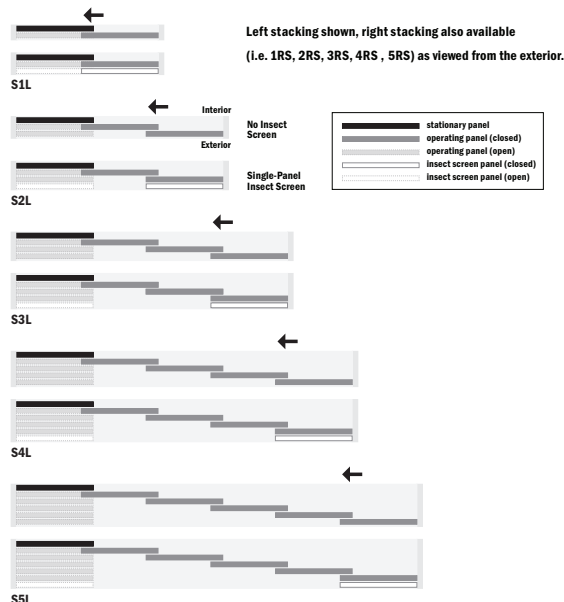 Left stacking shown, right stacking also available
(i.e. 1RS, 2RS, 3RS, 4RS , 5RS) as viewed from the exterior.
S1L
Interior
No Insect
Screen
Exterior
Single-Panel
Insect Screen
S2L
stationary panel
operating panel (closed)
operating panel (open)
insect screen panel (closed)
insect screen panel (open)
S3L
S4L
S5L